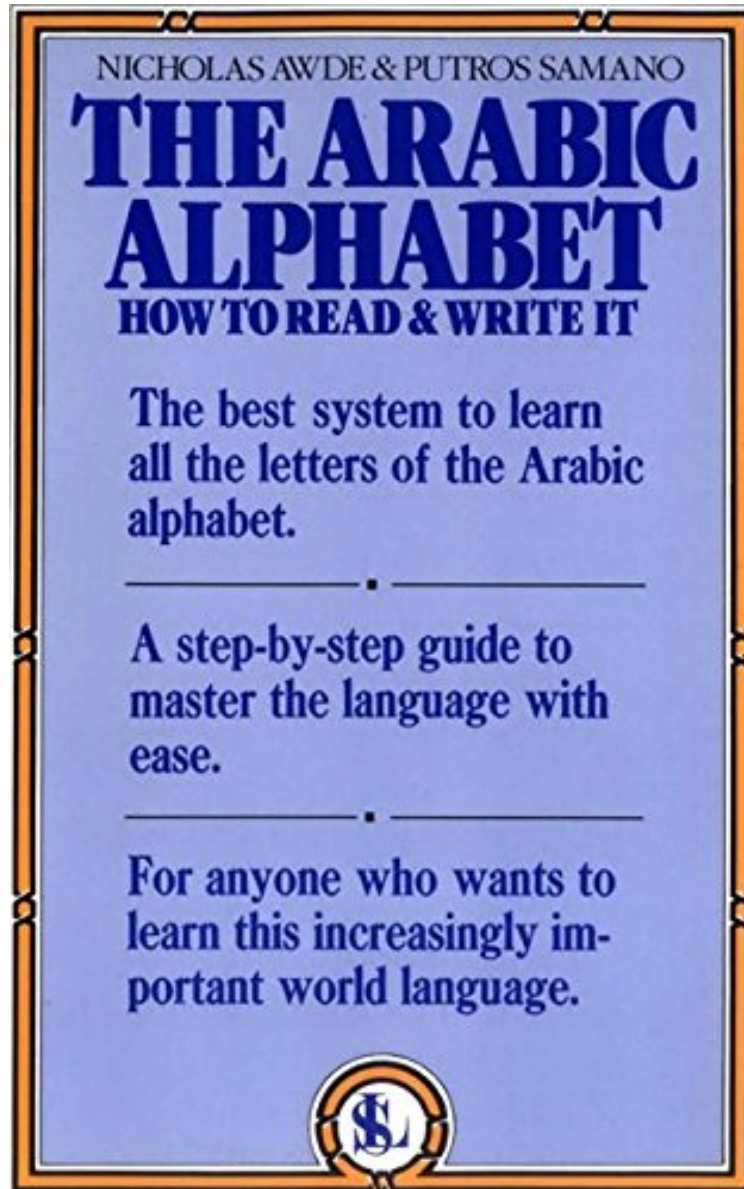 NICHOLAS AWDE & PUTROS SAMANO
THE ARABIC
ALPHABET
HOW TO READ & WRITE IT
The best system to learn
all the letters of the Arabic
alphabet.
A step-by-step guide to
master the language with
ease.
For anyone who wants to
learn this increasingly im-
portant world language.